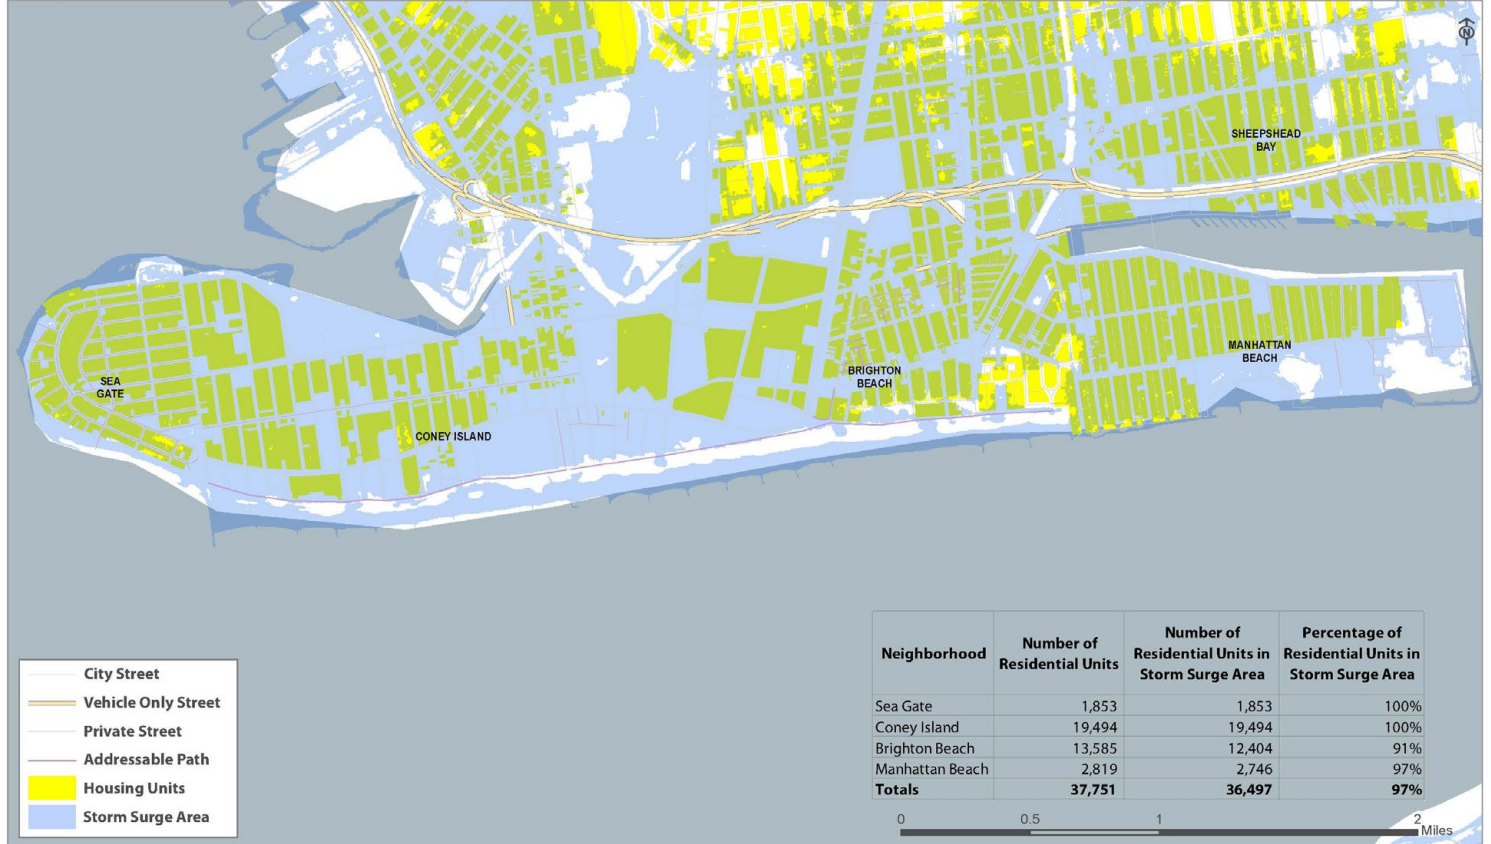 N
SHEEPSHEAD
BAY
MANHATTAN
BEACH
BRIGHTON
BEACH
SEA
GATE
CONEY ISLAND
City Street
Vehicle Only Street
Private Street
Addressable Path
Housing Units
Storm Surge Area
Neighborhood
Number of
Residential Units
Number of
Residential Units in
Storm Surge Area
Percentage of
Residential Units in
Storm Surge Area
Sea Gate 1,853 1,853 100%
Coney Island 19,494 19,494 100%
Brighton Beach 13,585 12,404 91%
Manhattan Beach 2,819 2,746 97%
Totals 37,751 36,497 97%
0 0.5 1 2
Miles